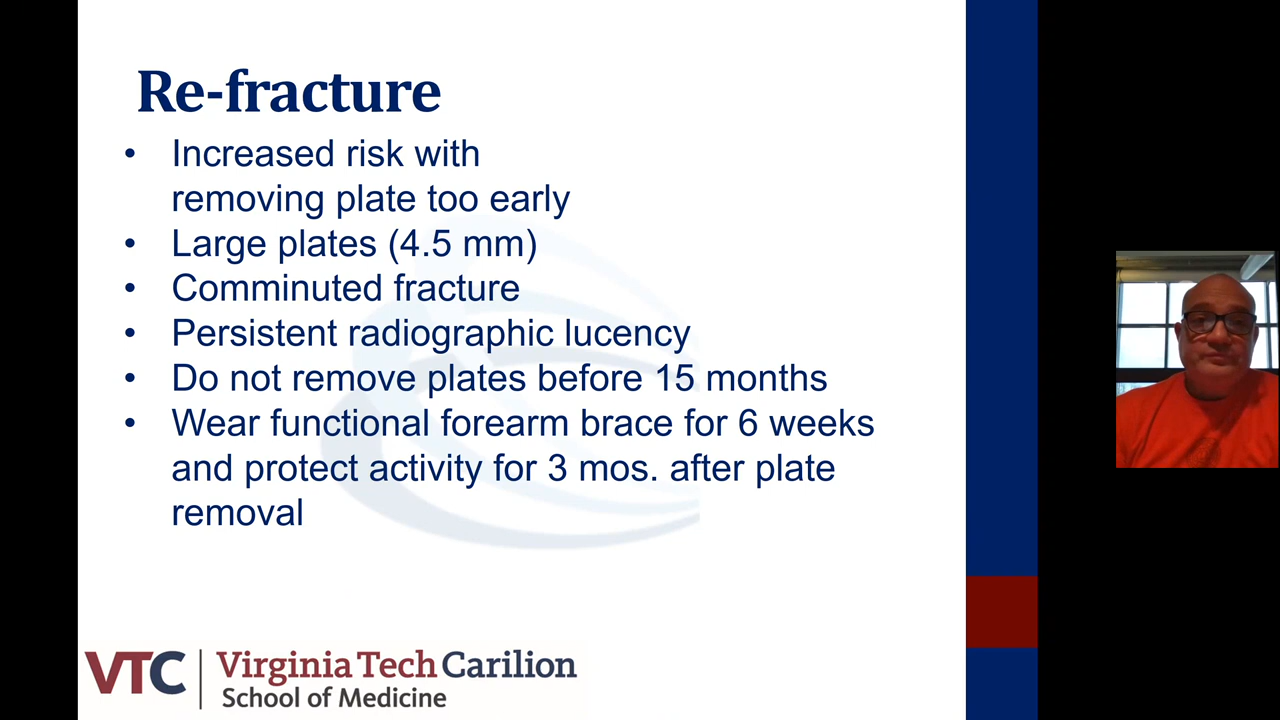 Re-fracture
• Increased risk with
removing plate too early
• Large plates (4.5 mm)
• Comminuted fracture
• Persistent radiographic lucency
• Do not remove plates before 15 months
• Wear functional forearm brace for 6 weeks
and protect activity for 3 mos. after plate
removal
VTC Virginia Tech Carilion
School of Medicine